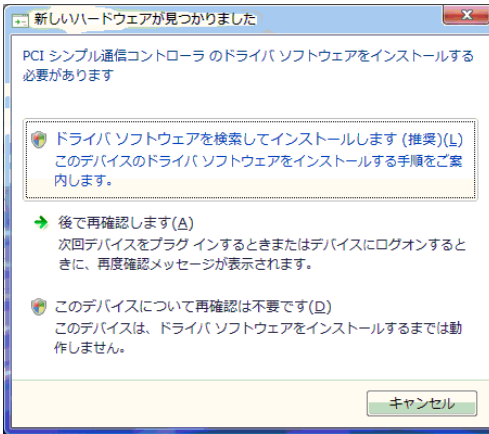 新しいハードウェアが見つかりました
PCI シンプル通信コントローラ のドライバ ソフトウェアをインストールする
必要があります
ドライバ ソフトウェアを検索してインストールします (推奨)(L)
このデバイスのドライバ ソフトウェアをインストールする手順をご案
内します。
後で再確認します(A)
次回デバイスをプラグ インするときまたはデバイスにログオンすると
きに、再度確認メッセージが表示されます。
このデバイスについて再確認は不要です(D)
このデバイスは、ドライバ ソフトウェアをインストールするまでは動
作しません。
キャンセル